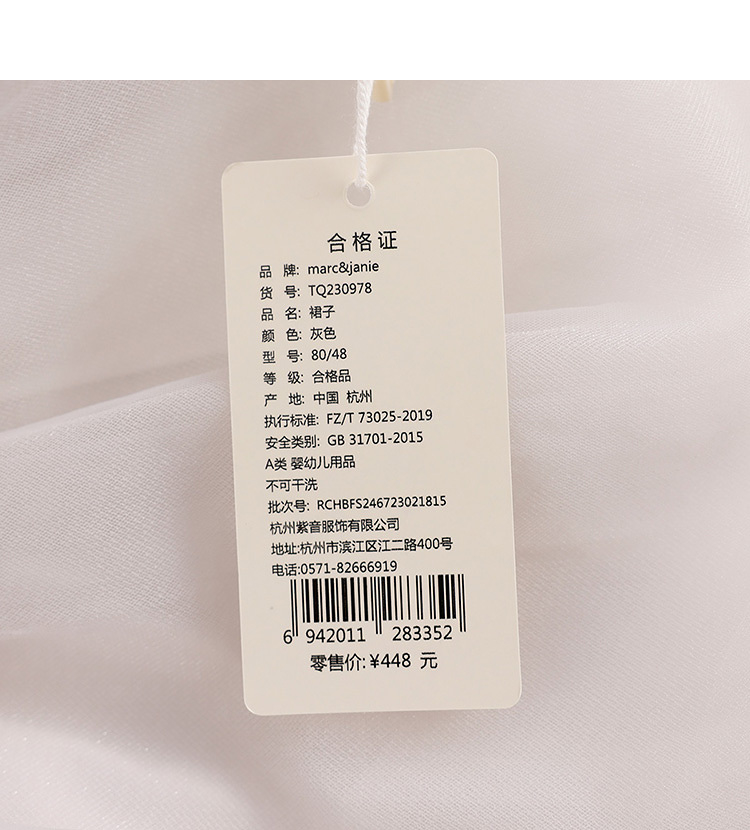 合格证
品 牌: marc&janie
货 号: TQ230978
品 名: 裙子
颜 色: 灰色
型 号: 80/48
等 级: 合格品
产 地: 中国 杭州
执行标准: FZ/T 73025-2019
安全类别: GB 31701-2015
A类 婴幼儿用品
不可干洗
批次号: RCHBFS246723021815
杭州紫音服饰有限公司
地址:杭州市滨江区江二路400号
电话:0571-82666919
6 942011 283352
零售价:¥448 元